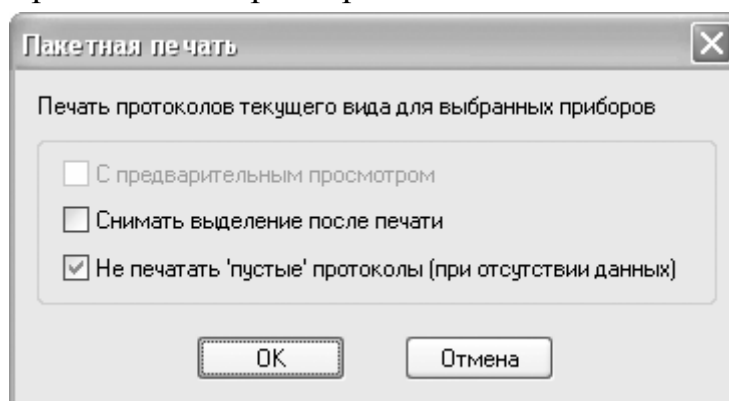 Пакетная печать
Печать протоколов текущего вида для выбранных приборов
С предварительным просмотром
Снимать выделение после печати
Не печатать 'пустые' протоколы (при отсутствии данных)
OK
Отмена